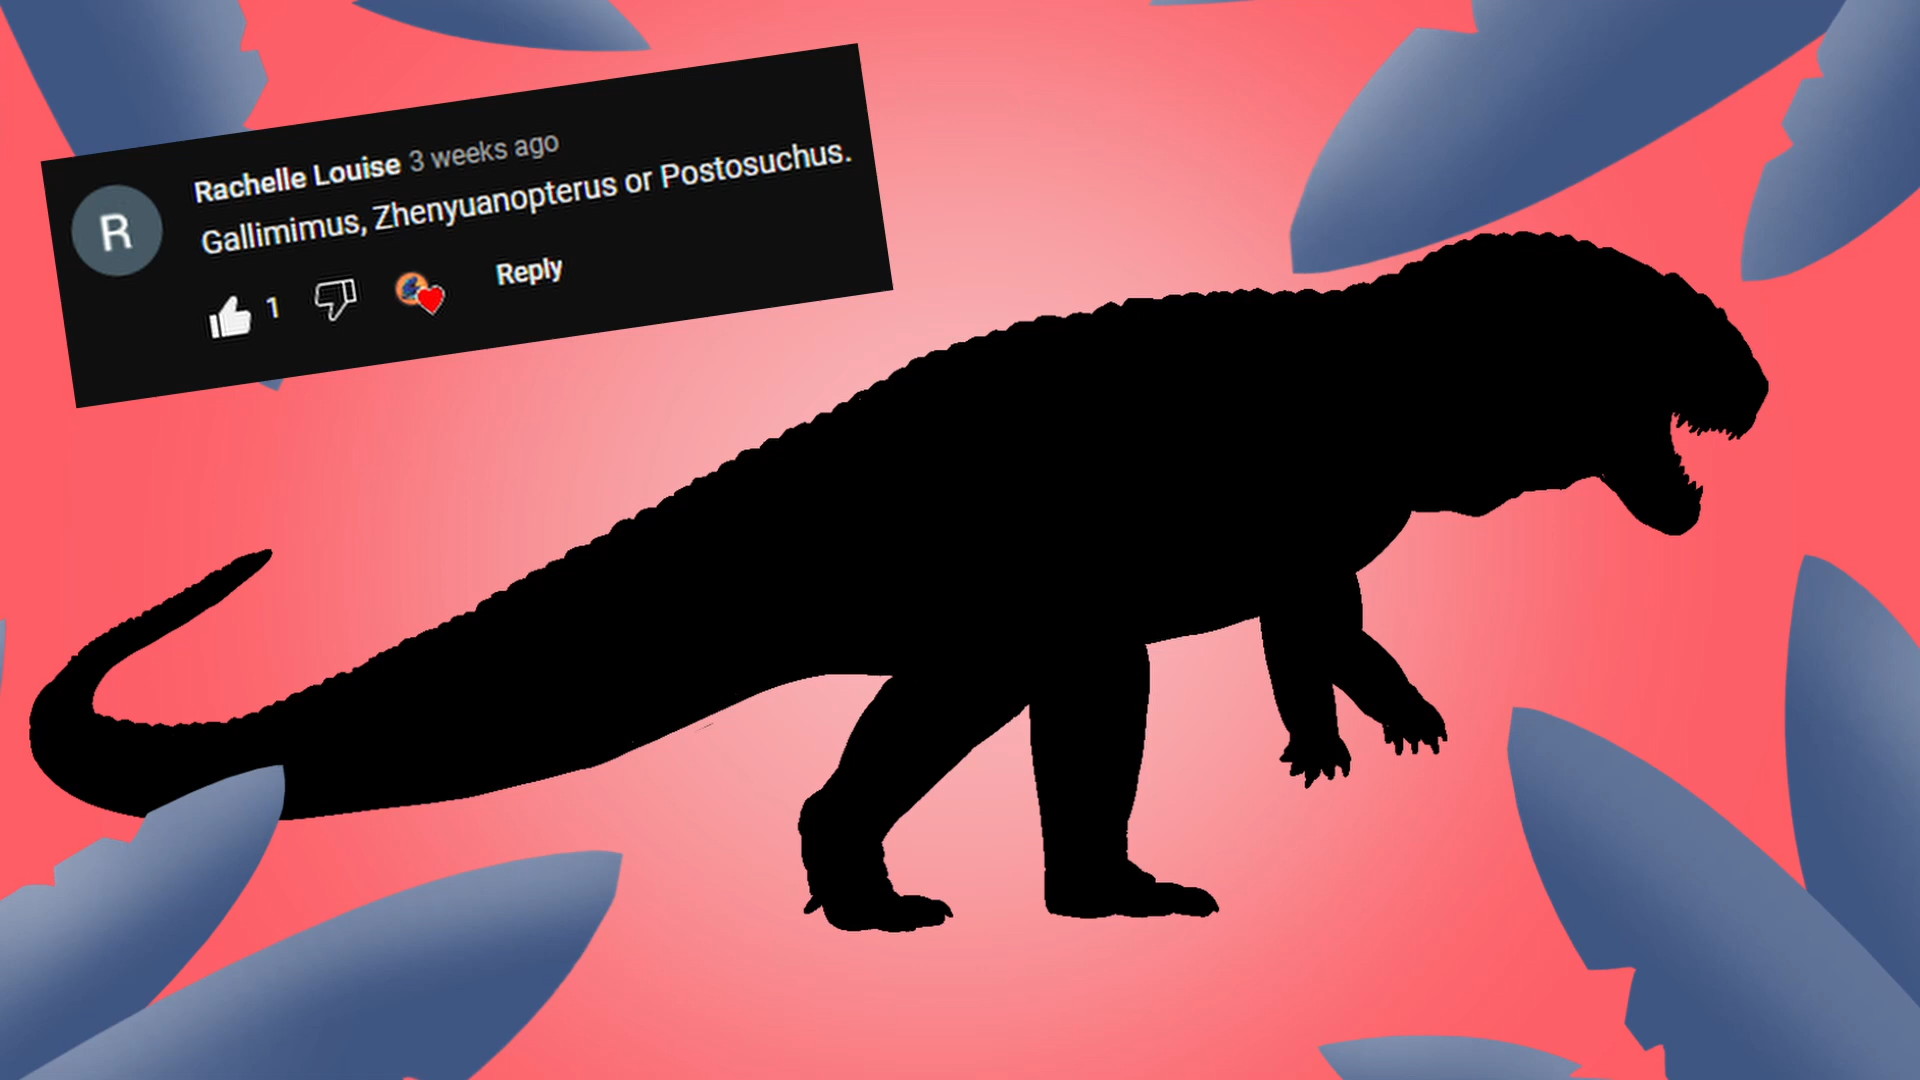 Rachelle Louise 3 weeks ago
R
Gallimimus, Zhenyuanopterus or Postosuchus.
1
Reply